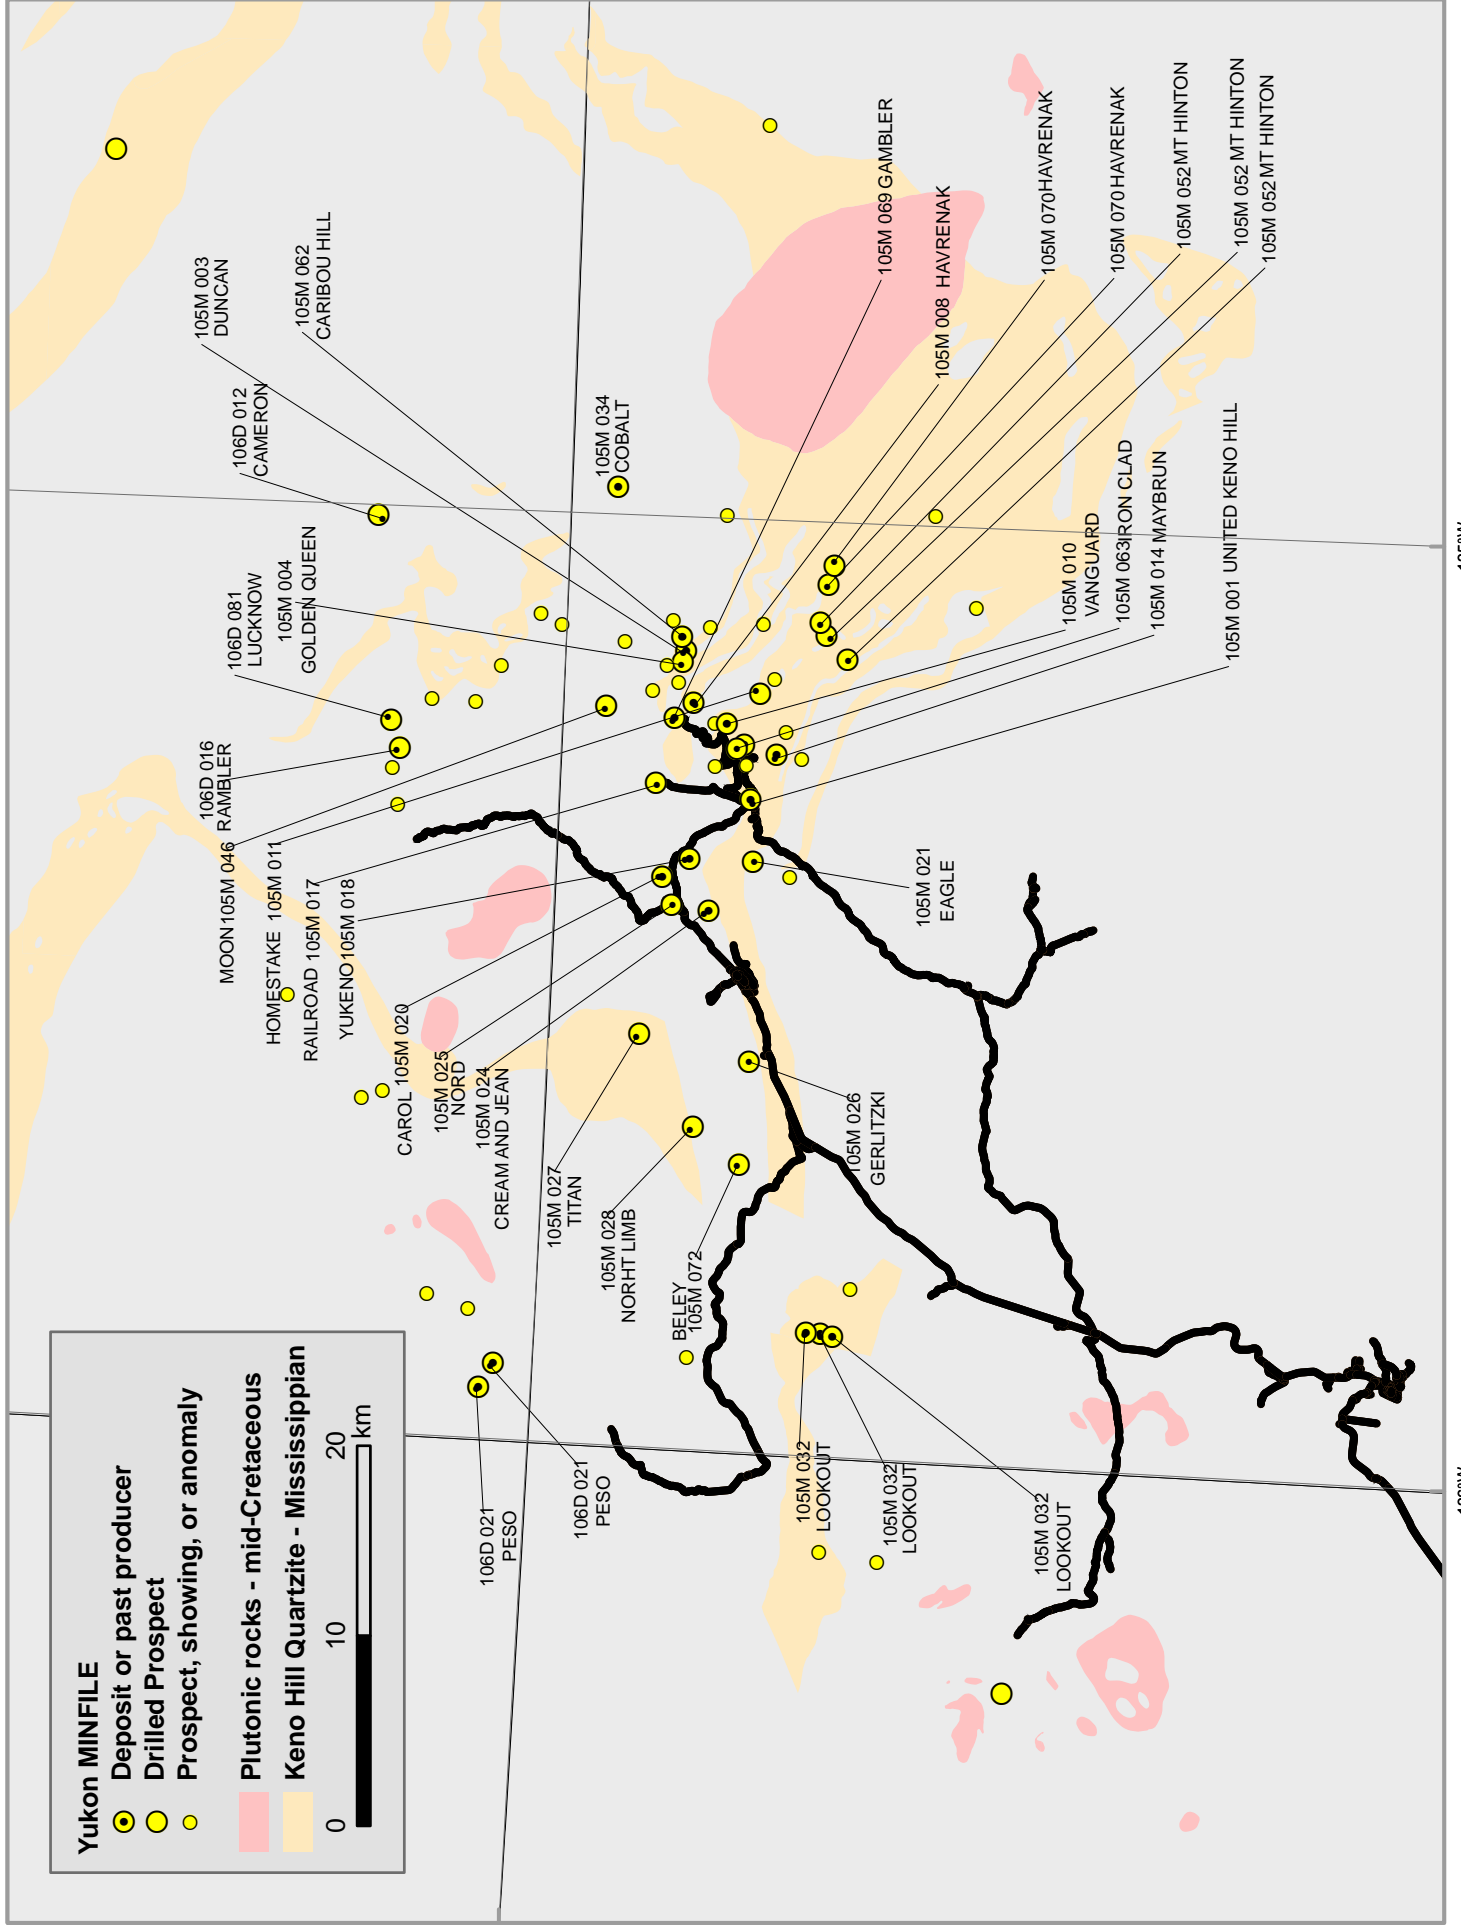 Yukon MINFILE
Deposit or past producer
Drilled Prospect
Prospect, showing, or anomaly
Plutonic rocks - mid-Cretaceous
Keno Hill Quartzite - Mississippian
0 10 20
km
106D 021
PESO
106D 021
PESO
105M 032
LOOKOUT
105M 032
LOOKOUT
105M 032
LOOKOUT
BELEY
105M 072
105M 028
NORHT LIMB
105M 027
TITAN
105M 026
GERLITZKI
105M 024
CREAM AND JEAN
105M 025
NORD
CAROL 105M 020
YUKENO 105M 018
RAILROAD 105M 017
HOMESTAKE 105M 011
MOON 105M 046
106D 016
RAMBLER
106D 081
LUCKNOW
105M 004
GOLDEN QUEEN
106D 012
CAMERON
105M 003
DUNCAN
105M 062
CARIBOU HILL
105M 034
COBALT
105M 021
EAGLE
105M 069 GAMBLER
105M 008 HAVRENAK
105M 070 HAVRENAK
105M 070 HAVRENAK
105M 052 MT HINTON
105M 052 MT HINTON
105M 052 MT HINTON
105M 010
VANGUARD
105M 063 IRON CLAD
105M 014 MAYBRUN
105M 001 UNITED KENO HILL